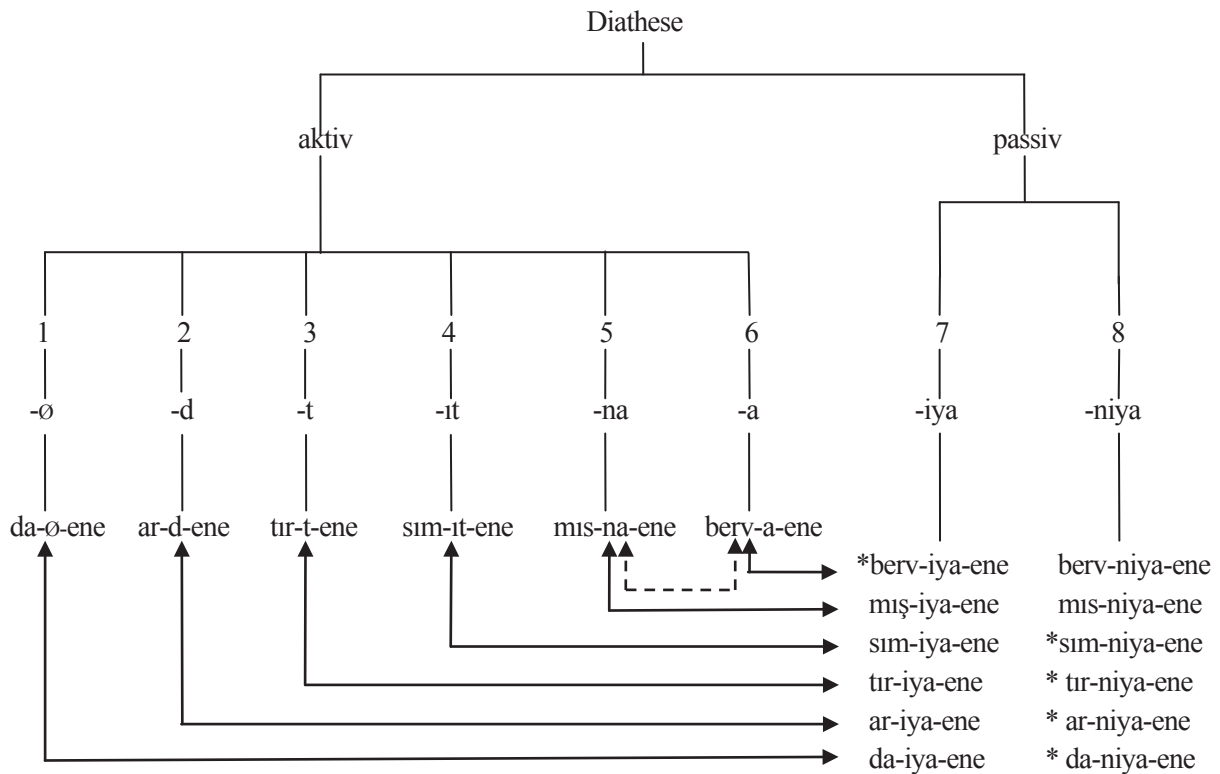 Diathese
aktiv passiv
1 2 3 4 5 6 7 8
-ø -d -t -ıt -na -a -iya -niya
da-ø-ene ar-d-ene tır-t-ene sım-ıt-ene mıs-na-ene berv-a-ene
*berv-iya-ene berv-niya-ene
mış-iya-ene mıs-niya-ene
sım-iya-ene *sım-niya-ene
tır-iya-ene * tır-niya-ene
ar-iya-ene * ar-niya-ene
da-iya-ene * da-niya-ene